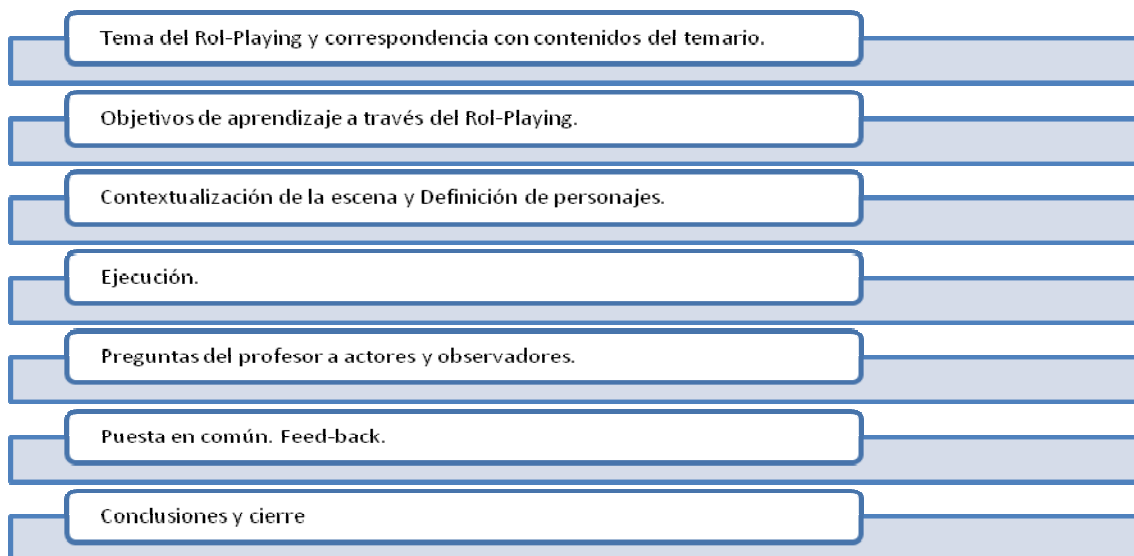 Tema del Rol-Playing y correspondencia con contenidos del temario.
Objetivos de aprendizaje a través del Rol-Playing.
Contextualización de la escena y Definición de personajes.
Ejecución.
Preguntas del profesor a actores y observadores.
Puesta en común. Feed-back.
Conclusiones y cierre